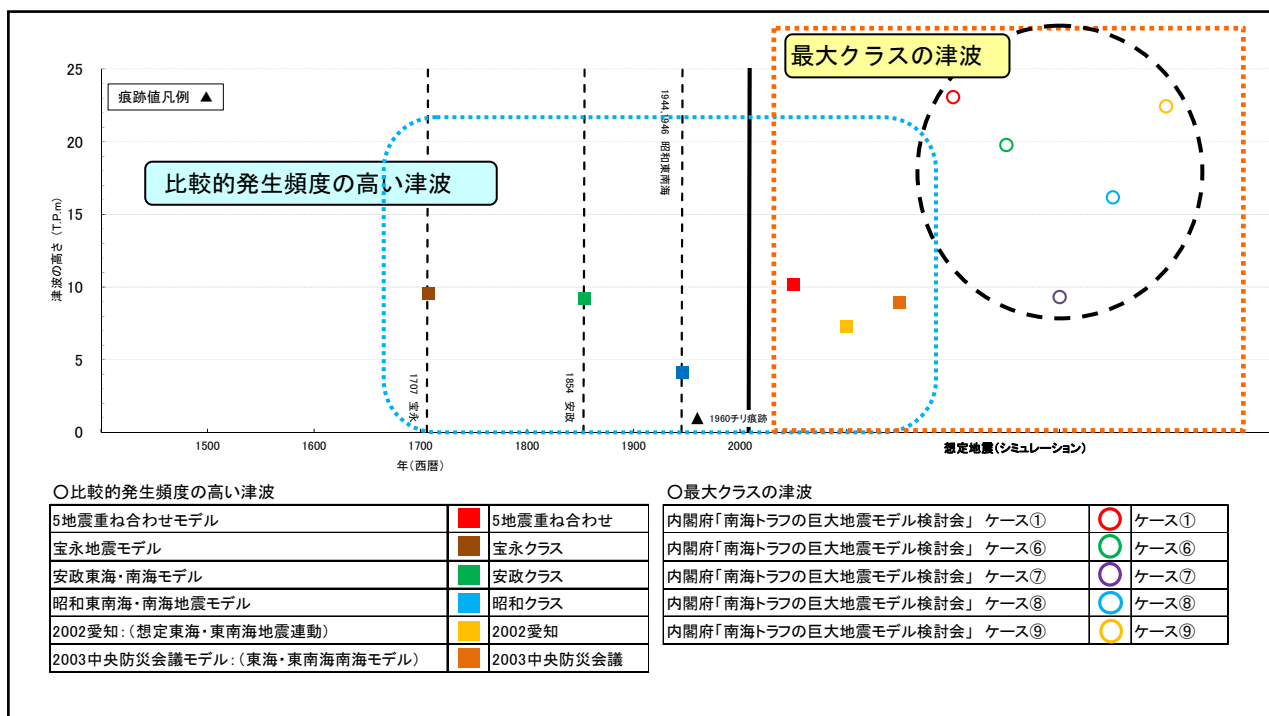 最大クラスの津波
痕跡値凡例 ▲
比較的発生頻度の高い津波
津波の高さ (T.P.m)
25
20
15
10
5
0
1707 宝永
1854 安政
1944,1946 昭和東南海
▲ 1960チリ痕跡
1500
1600
1700
1800
1900
2000
年(西暦)
想定地震(シミュレーション)
○比較的発生頻度の高い津波
5地震重ね合わせモデル 5地震重ね合わせ
宝永地震モデル 宝永クラス
安政東海・南海モデル 安政クラス
昭和東南海・南海地震モデル 昭和クラス
2002愛知:(想定東海・東南海地震連動) 2002愛知
2003中央防災会議モデル:(東海・東南海南海モデル) 2003中央防災会議
○最大クラスの津波
内閣府「南海トラフの巨大地震モデル検討会」 ケース① ケース①
内閣府「南海トラフの巨大地震モデル検討会」 ケース⑥ ケース⑥
内閣府「南海トラフの巨大地震モデル検討会」 ケース⑦ ケース⑦
内閣府「南海トラフの巨大地震モデル検討会」 ケース⑧ ケース⑧
内閣府「南海トラフの巨大地震モデル検討会」 ケース⑨ ケース⑨